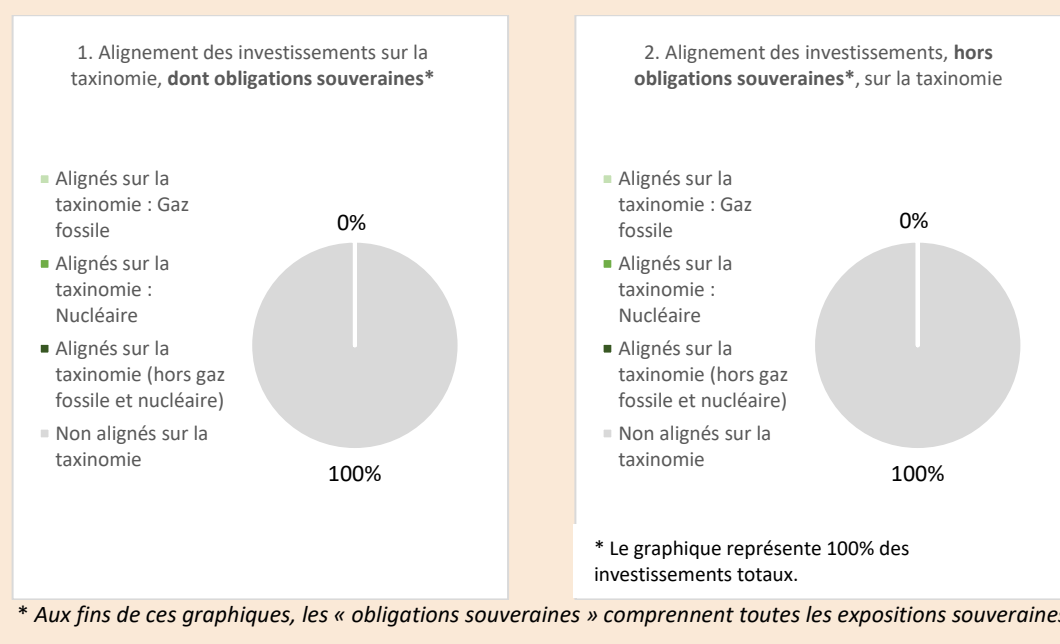 1. Alignement des investissements sur la
taxinomie, dont obligations souveraines*
Alignés sur la
taxinomie : Gaz
fossile
Alignés sur la
taxinomie :
Nucléaire
Alignés sur la
taxinomie (hors gaz
fossile et nucléaire)
Non alignés sur la
taxinomie
0%
100%
2. Alignement des investissements, hors
obligations souveraines*, sur la taxinomie
Alignés sur la
taxinomie : Gaz
fossile
Alignés sur la
taxinomie :
Nucléaire
Alignés sur la
taxinomie (hors gaz
fossile et nucléaire)
Non alignés sur la
taxinomie
0%
100%
* Le graphique représente 100% des
investissements totaux.
* Aux fins de ces graphiques, les « obligations souveraines » comprennent toutes les expositions souveraines